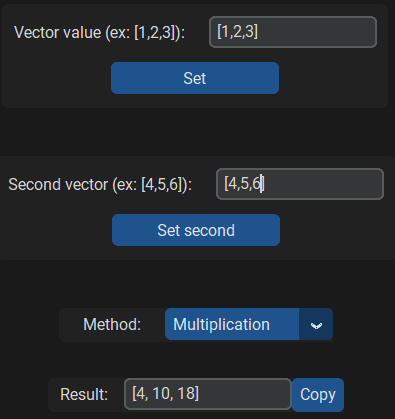 Vector value (ex: [1,2,3]): [1,2,3]
Set
Second vector (ex: [4,5,6]): [4,5,6]
Set second
Method: Multiplication
Result: [4, 10, 18] Copy